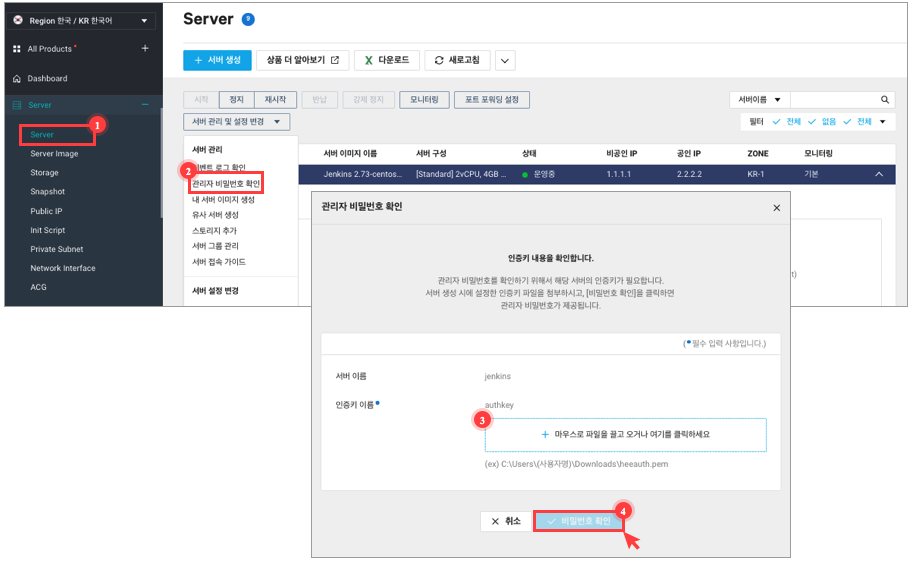 Region 한국 / KR 한국어
All Products
Dashboard
Server
1
Server
Server Image
Storage
Snapshot
Public IP
Init Script
Private Subnet
Network Interface
ACG
Server 9
+ 서버 생성
상품 더 알아보기
다운로드
새로고침
시작
정지
재시작
반납
강제 정지
모니터링
포트 포워딩 설정
서버이름
서버 관리 및 설정 변경
필터
전체
없음
전체
서버 관리
이벤트 로그 확인
2
관리자 비밀번호 확인
내 서버 이미지 생성
유사 서버 생성
스토리지 추가
서버 그룹 관리
서버 접속 가이드
서버 설정 변경
서버 이미지 이름
서버 구성
상태
비공인 IP
공인 IP
ZONE
모니터링
Jenkins 2.73-centos...
[Standard] 2vCPU, 4GB ...
운영중
1.1.1.1
2.2.2.2
KR-1
기본
관리자 비밀번호 확인
인증키 내용을 확인합니다.
관리자 비밀번호를 확인하기 위해서 해당 서버의 인증키가 필요합니다.
서버 생성 시에 설정한 인증키 파일을 첨부하시고, [비밀번호 확인]을 클릭하면
관리자 비밀번호가 제공됩니다.
(•필수 입력 사항입니다.)
서버 이름
jenkins
인증키 이름•
authkey
3
+ 마우스로 파일을 끌고 오거나 여기를 클릭하세요
(ex) C:\Users\(사용자명)\Downloads\heeauth.pem
취소
비밀번호 확인
4